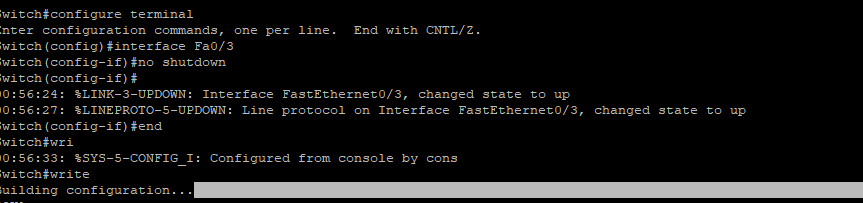 Switch#configure terminal
Enter configuration commands, one per line.  End with CNTL/Z.
Switch(config)#interface Fa0/3
Switch(config-if)#no shutdown
Switch(config-if)#
00:56:24: %LINK-3-UPDOWN: Interface FastEthernet0/3, changed state to up
00:56:27: %LINEPROTO-5-UPDOWN: Line protocol on Interface FastEthernet0/3, changed state to up
Switch(config-if)#end
Switch#wri
00:56:33: %SYS-5-CONFIG_I: Configured from console by cons
Switch#write
Building configuration...